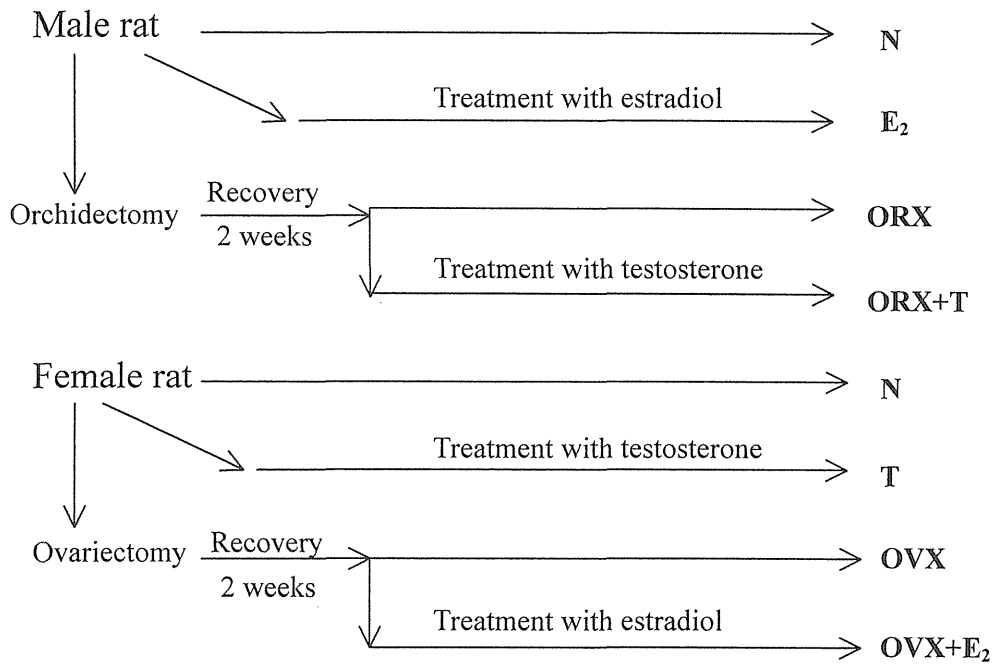 Male rat
N
Treatment with estradiol
E₂
Orchidectomy
Recovery
2 weeks
ORX
Treatment with testosterone
ORX+T
Female rat
N
Treatment with testosterone
T
Ovariectomy
Recovery
2 weeks
OVX
Treatment with estradiol
OVX+E₂